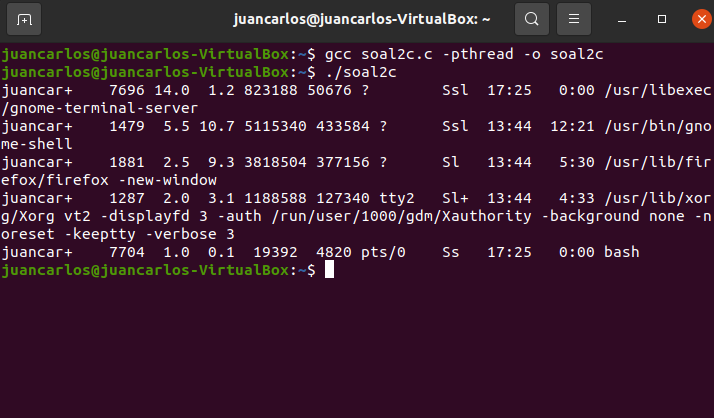 juancarlos@juancarlos-VirtualBox: ~
juancarlos@juancarlos-VirtualBox:~$ gcc soal2c.c -pthread -o soal2c
juancarlos@juancarlos-VirtualBox:~$ ./soal2c
juancar+    7696 14.0  1.2 823188 50676 ?        Ssl  17:25   0:00 /usr/libexec
/gnome-terminal-server
juancar+    1479  5.5 10.7 5115340 433584 ?      Ssl  13:44  12:21 /usr/bin/gno
me-shell
juancar+    1881  2.5  9.3 3818504 377156 ?      Sl   13:44   5:30 /usr/lib/fir
efox/firefox -new-window
juancar+    1287  2.0  3.1 1188588 127340 tty2   Sl+  13:44   4:33 /usr/lib/xor
g/Xorg vt2 -displayfd 3 -auth /run/user/1000/gdm/Xauthority -background none -n
oreset -keeptty -verbose 3
juancar+    7704  1.0  0.1  19392  4820 pts/0    Ss   17:25   0:00 bash
juancarlos@juancarlos-VirtualBox:~$